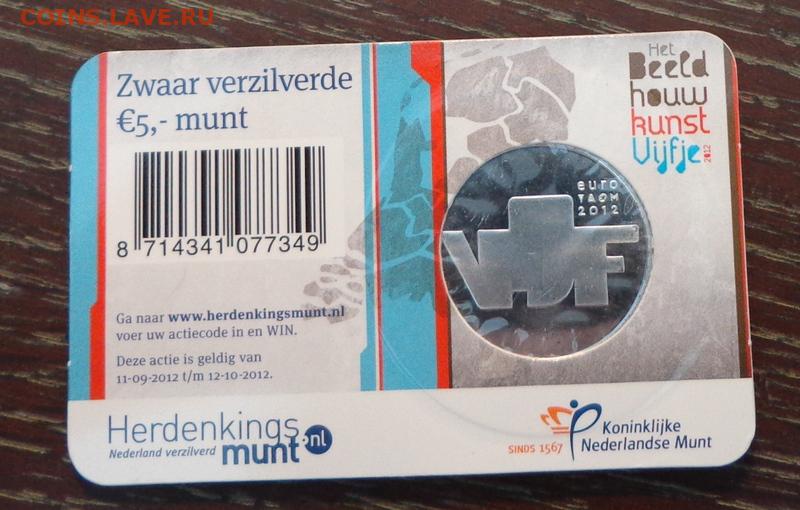 COINS.LAVE.RU
Zwaar verzilverde
€5,- munt
8 714341 077349
Ga naar www.herdenkingsmunt.nl
voer uw actiecode in en WIN.
Deze actie is geldig van
11-09-2012 t/m 12-10-2012.
Het
Beeld
houw
kunst
Vijfje 2012
euro
2012
VIJF
Herdenkings
Nederland verzilverd munt.nl
SINDS 1567
Koninklijke
Nederlandse Munt